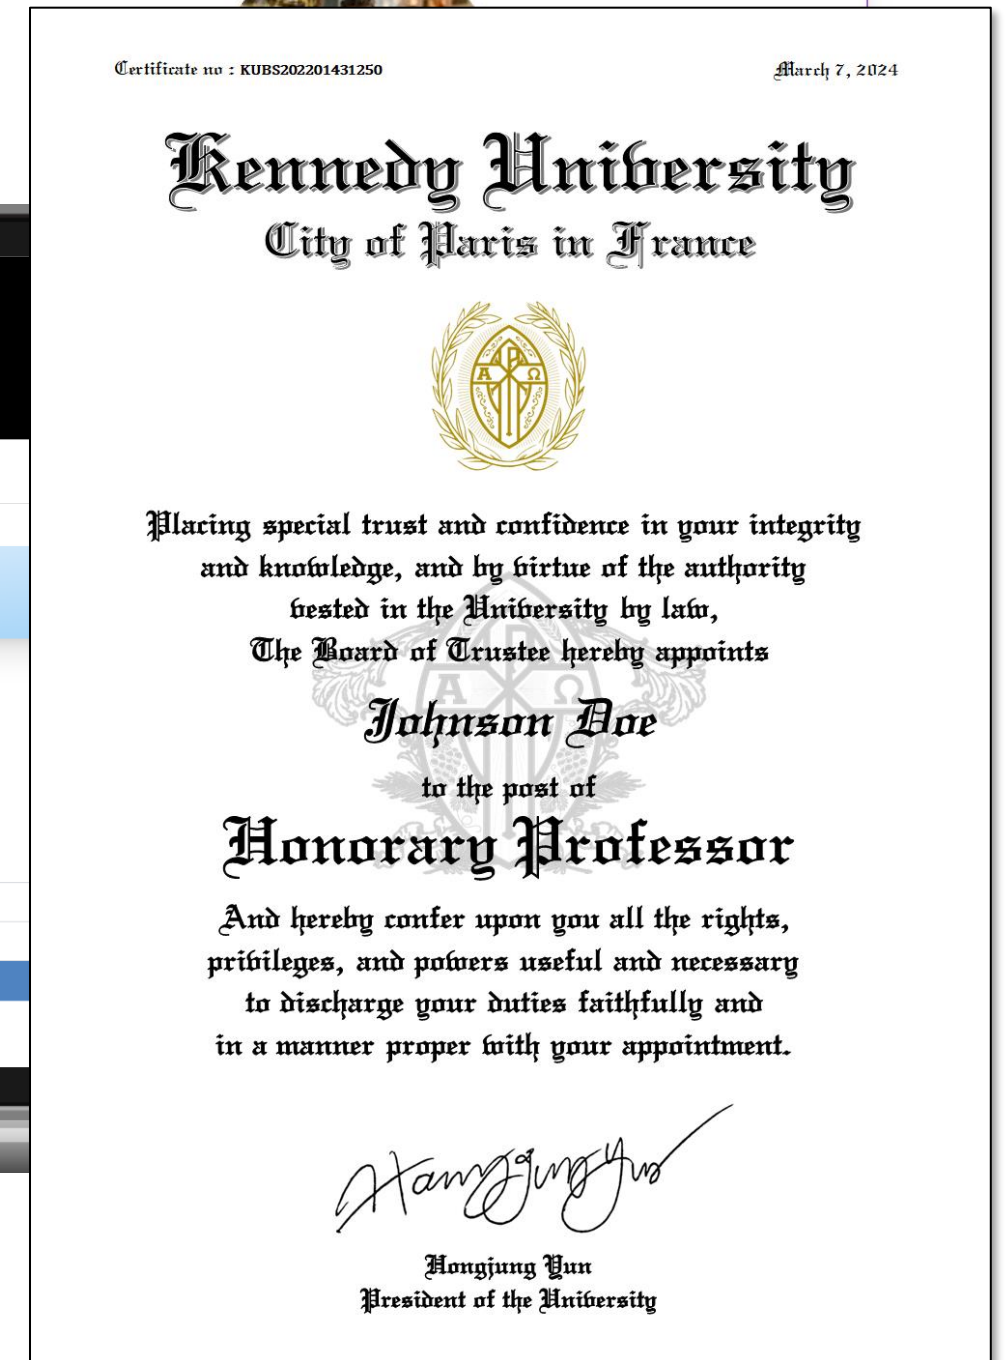 Certificate no : KUBS202201431250
March 7, 2024
Kennedy University
City of Paris in France
Α Ω
Placing special trust and confidence in your integrity
and knowledge, and by virtue of the authority
vested in the University by law,
The Board of Trustee hereby appoints
Α Ω
Johnson Doe
to the post of
Honorary Professor
And hereby confer upon you all the rights,
privileges, and powers useful and necessary
to discharge your duties faithfully and
in a manner proper with your appointment.
Hongjung Yun
President of the University